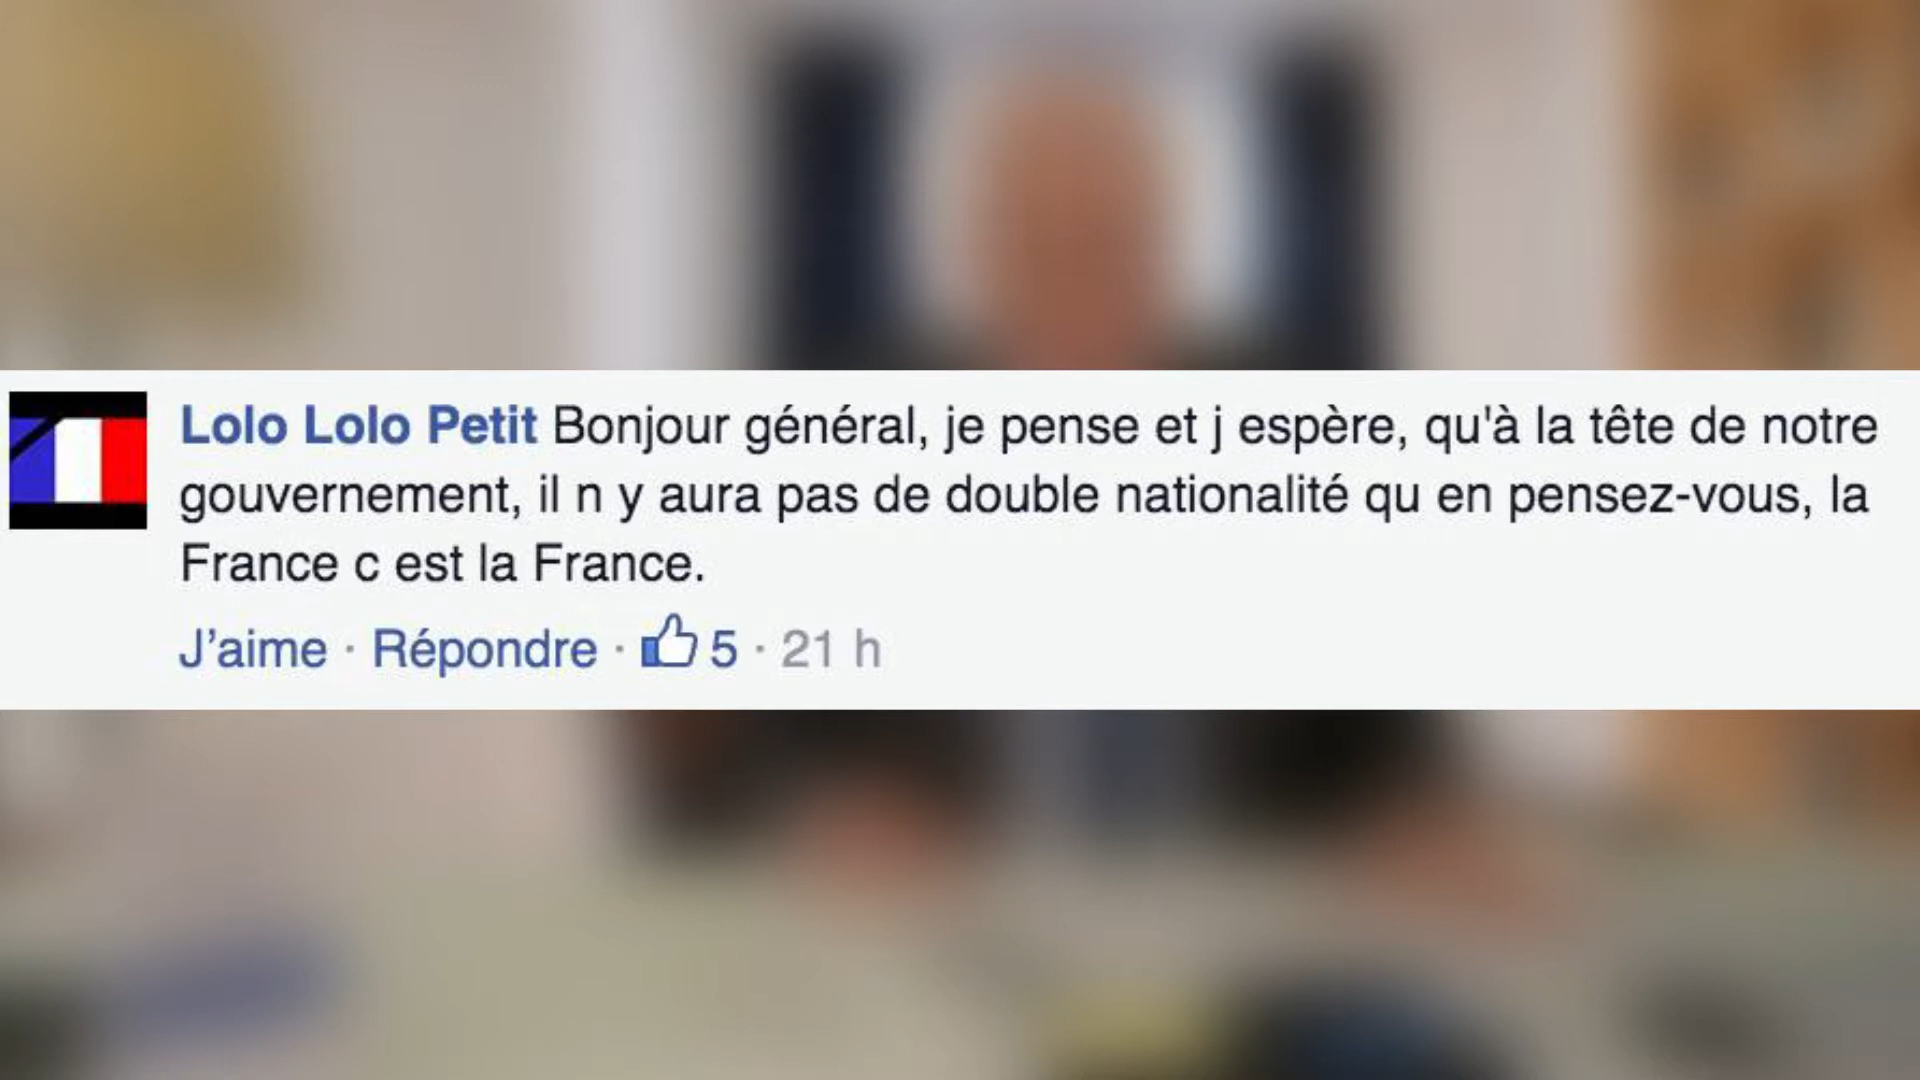 Lolo Lolo Petit Bonjour général, je pense et j espère, qu'à la tête de notre
gouvernement, il n y aura pas de double nationalité qu en pensez-vous, la
France c est la France.
J’aime · Répondre · 5 · 21 h